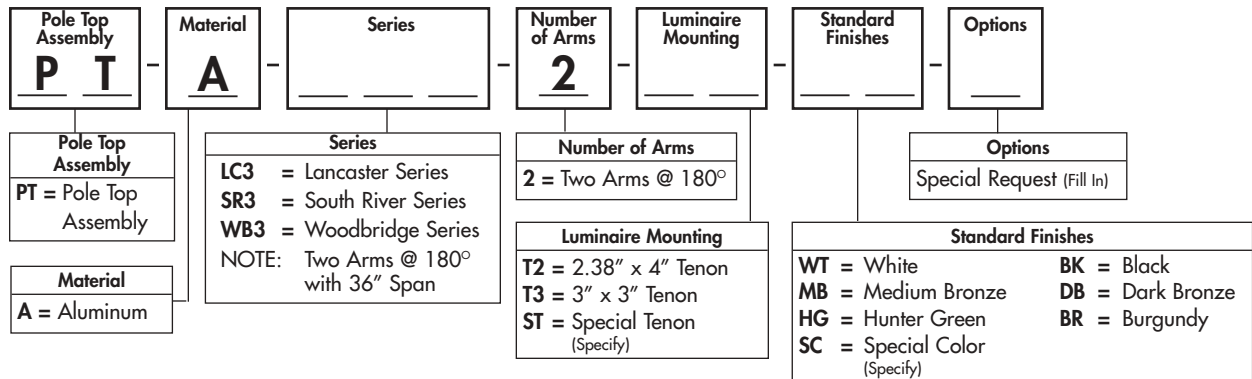 Pole Top Assembly
Material
Series
Number of Arms
Luminaire Mounting
Standard Finishes
Options
P T - A - - 2 - - -
Pole Top
Assembly
PT = Pole Top
Assembly
Material
A = Aluminum
Series
LC3 = Lancaster Series
SR3 = South River Series
WB3 = Woodbridge Series
NOTE: Two Arms @ 180°
with 36" Span
Number of Arms
2 = Two Arms @ 180°
Luminaire Mounting
T2 = 2.38" x 4" Tenon
T3 = 3" x 3" Tenon
ST = Special Tenon
(Specify)
Options
Special Request (Fill In)
Standard Finishes
WT = White
MB = Medium Bronze
HG = Hunter Green
SC = Special Color
(Specify)
BK = Black
DB = Dark Bronze
BR = Burgundy